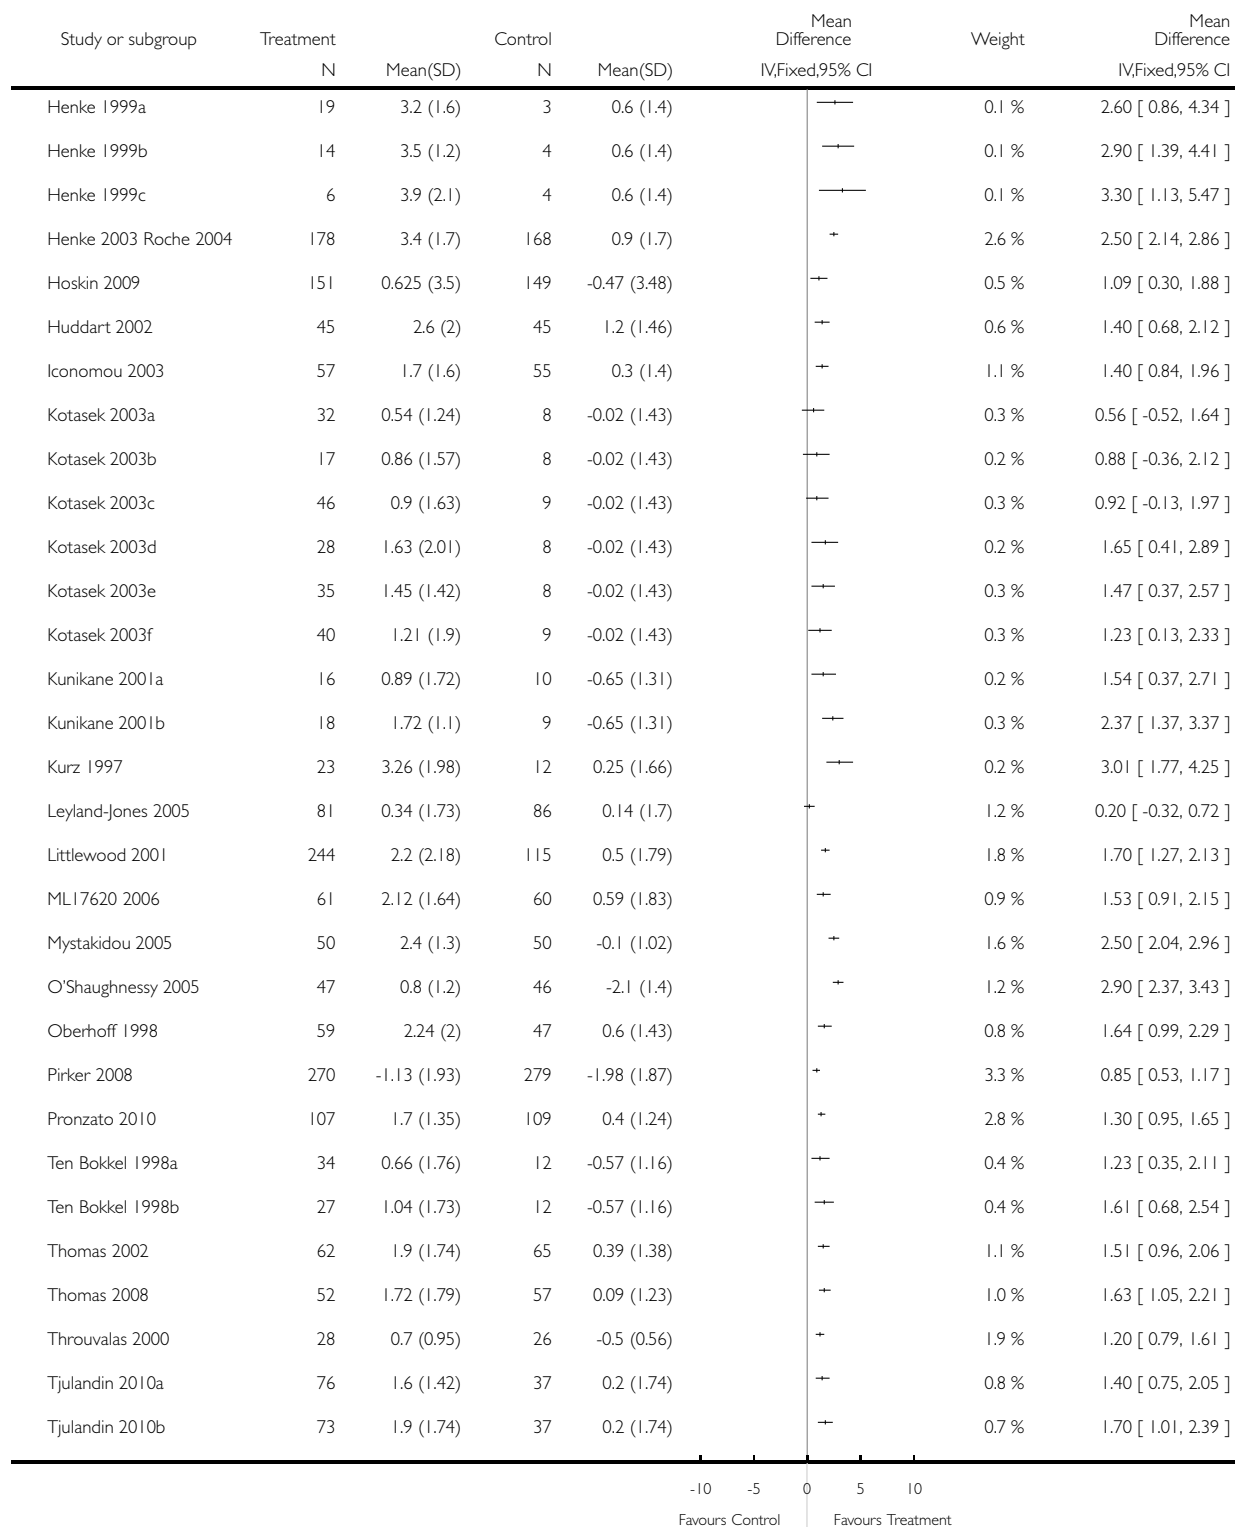 Mean Mean
Study or subgroup Treatment Control Difference Weight Difference
N Mean(SD) N Mean(SD) IV,Fixed,95% CI IV,Fixed,95% CI
Henke 1999a 19 3.2 (1.6) 3 0.6 (1.4) 0.1 % 2.60 [ 0.86, 4.34 ]
Henke 1999b 14 3.5 (1.2) 4 0.6 (1.4) 0.1 % 2.90 [ 1.39, 4.41 ]
Henke 1999c 6 3.9 (2.1) 4 0.6 (1.4) 0.1 % 3.30 [ 1.13, 5.47 ]
Henke 2003 Roche 2004 178 3.4 (1.7) 168 0.9 (1.7) 2.6 % 2.50 [ 2.14, 2.86 ]
Hoskin 2009 151 0.625 (3.5) 149 -0.47 (3.48) 0.5 % 1.09 [ 0.30, 1.88 ]
Huddart 2002 45 2.6 (2) 45 1.2 (1.46) 0.6 % 1.40 [ 0.68, 2.12 ]
Iconomou 2003 57 1.7 (1.6) 55 0.3 (1.4) 1.1 % 1.40 [ 0.84, 1.96 ]
Kotasek 2003a 32 0.54 (1.24) 8 -0.02 (1.43) 0.3 % 0.56 [ -0.52, 1.64 ]
Kotasek 2003b 17 0.86 (1.57) 8 -0.02 (1.43) 0.2 % 0.88 [ -0.36, 2.12 ]
Kotasek 2003c 46 0.9 (1.63) 9 -0.02 (1.43) 0.3 % 0.92 [ -0.13, 1.97 ]
Kotasek 2003d 28 1.63 (2.01) 8 -0.02 (1.43) 0.2 % 1.65 [ 0.41, 2.89 ]
Kotasek 2003e 35 1.45 (1.42) 8 -0.02 (1.43) 0.3 % 1.47 [ 0.37, 2.57 ]
Kotasek 2003f 40 1.21 (1.9) 9 -0.02 (1.43) 0.3 % 1.23 [ 0.13, 2.33 ]
Kunikane 2001a 16 0.89 (1.72) 10 -0.65 (1.31) 0.2 % 1.54 [ 0.37, 2.71 ]
Kunikane 2001b 18 1.72 (1.1) 9 -0.65 (1.31) 0.3 % 2.37 [ 1.37, 3.37 ]
Kurz 1997 23 3.26 (1.98) 12 0.25 (1.66) 0.2 % 3.01 [ 1.77, 4.25 ]
Leyland-Jones 2005 81 0.34 (1.73) 86 0.14 (1.7) 1.2 % 0.20 [ -0.32, 0.72 ]
Littlewood 2001 244 2.2 (2.18) 115 0.5 (1.79) 1.8 % 1.70 [ 1.27, 2.13 ]
ML17620 2006 61 2.12 (1.64) 60 0.59 (1.83) 0.9 % 1.53 [ 0.91, 2.15 ]
Mystakidou 2005 50 2.4 (1.3) 50 -0.1 (1.02) 1.6 % 2.50 [ 2.04, 2.96 ]
O'Shaughnessy 2005 47 0.8 (1.2) 46 -2.1 (1.4) 1.2 % 2.90 [ 2.37, 3.43 ]
Oberhoff 1998 59 2.24 (2) 47 0.6 (1.43) 0.8 % 1.64 [ 0.99, 2.29 ]
Pirker 2008 270 -1.13 (1.93) 279 -1.98 (1.87) 3.3 % 0.85 [ 0.53, 1.17 ]
Pronzato 2010 107 1.7 (1.35) 109 0.4 (1.24) 2.8 % 1.30 [ 0.95, 1.65 ]
Ten Bokkel 1998a 34 0.66 (1.76) 12 -0.57 (1.16) 0.4 % 1.23 [ 0.35, 2.11 ]
Ten Bokkel 1998b 27 1.04 (1.73) 12 -0.57 (1.16) 0.4 % 1.61 [ 0.68, 2.54 ]
Thomas 2002 62 1.9 (1.74) 65 0.39 (1.38) 1.1 % 1.51 [ 0.96, 2.06 ]
Thomas 2008 52 1.72 (1.79) 57 0.09 (1.23) 1.0 % 1.63 [ 1.05, 2.21 ]
Throuvalas 2000 28 0.7 (0.95) 26 -0.5 (0.56) 1.9 % 1.20 [ 0.79, 1.61 ]
Tjulandin 2010a 76 1.6 (1.42) 37 0.2 (1.74) 0.8 % 1.40 [ 0.75, 2.05 ]
Tjulandin 2010b 73 1.9 (1.74) 37 0.2 (1.74) 0.7 % 1.70 [ 1.01, 2.39 ]
-10 -5 0 5 10
Favours Control Favours Treatment